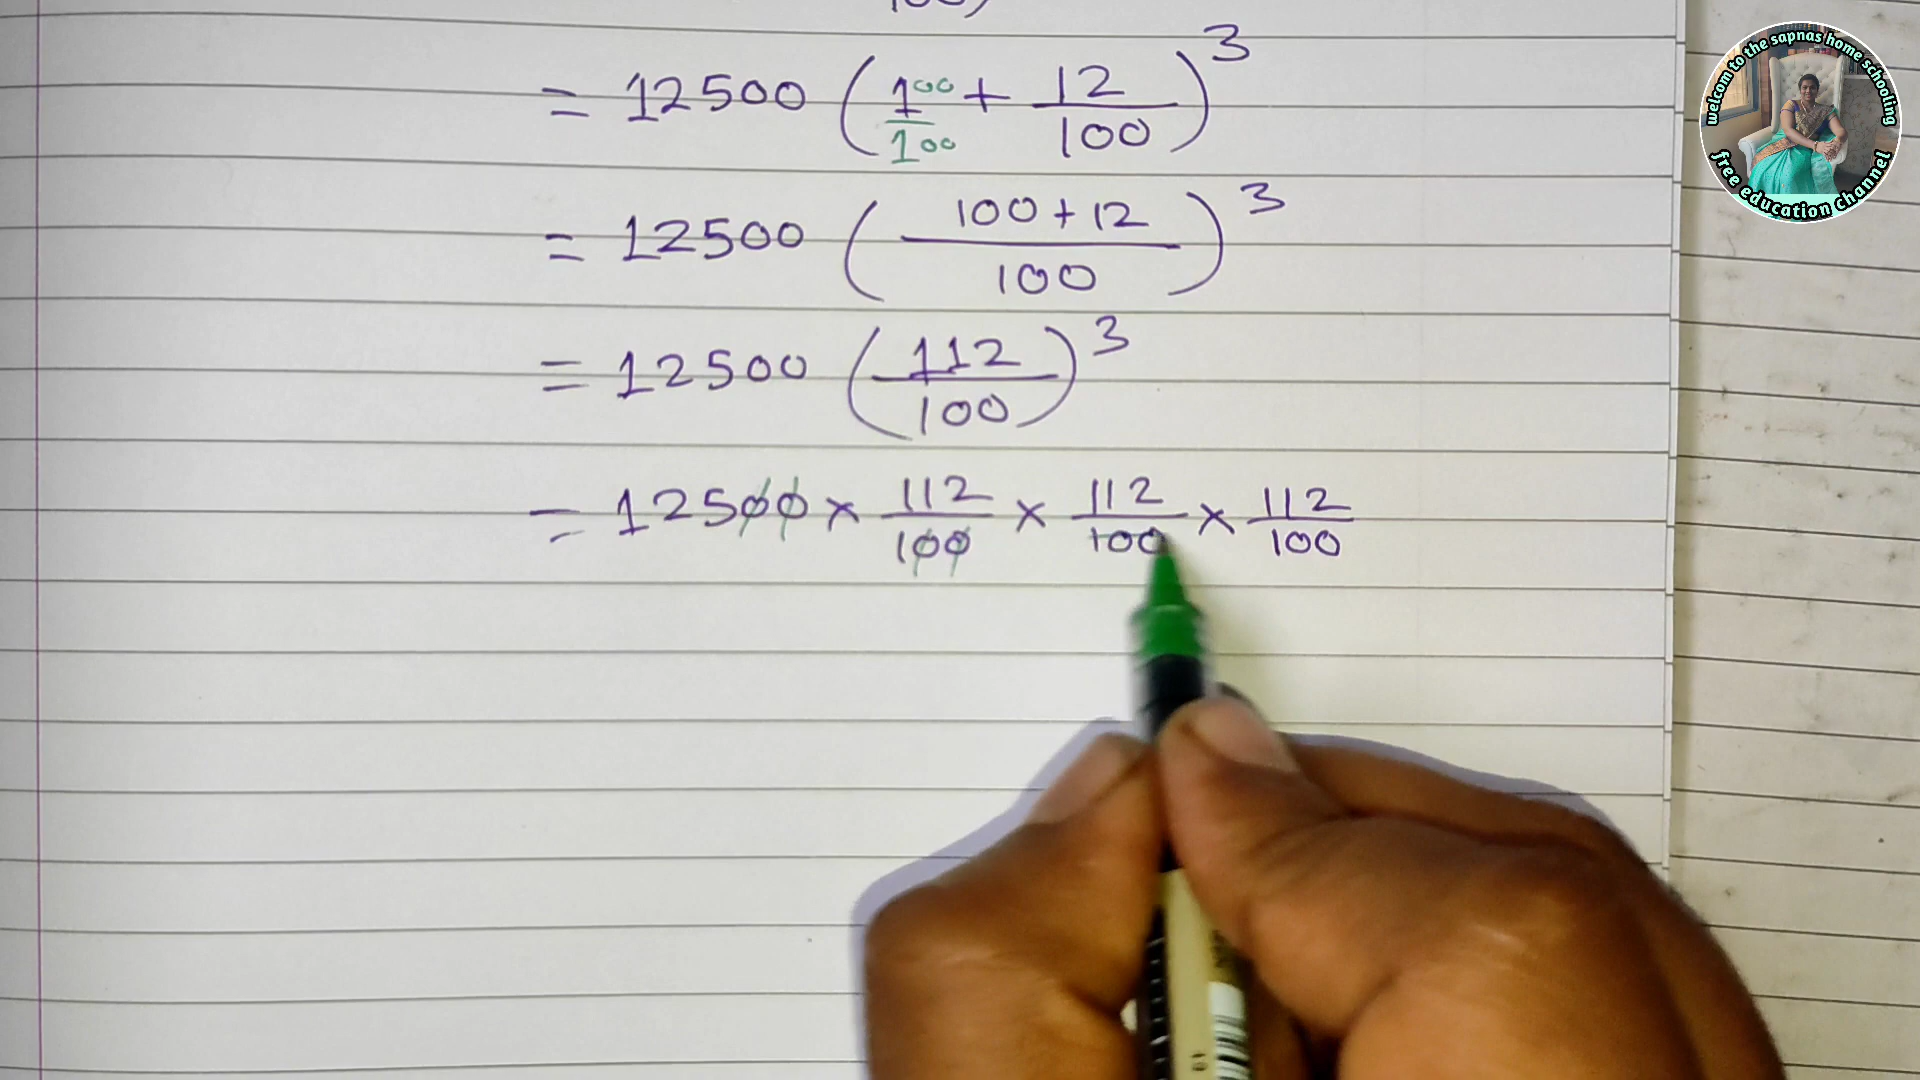 = 12500 (100/100 + 12/100)^3
= 12500 (100+12/100)^3
= 12500 (112/100)^3
= 12500 × 112/100 × 112/100 × 112/100
welcom to the sapnas home schooling
free education channel